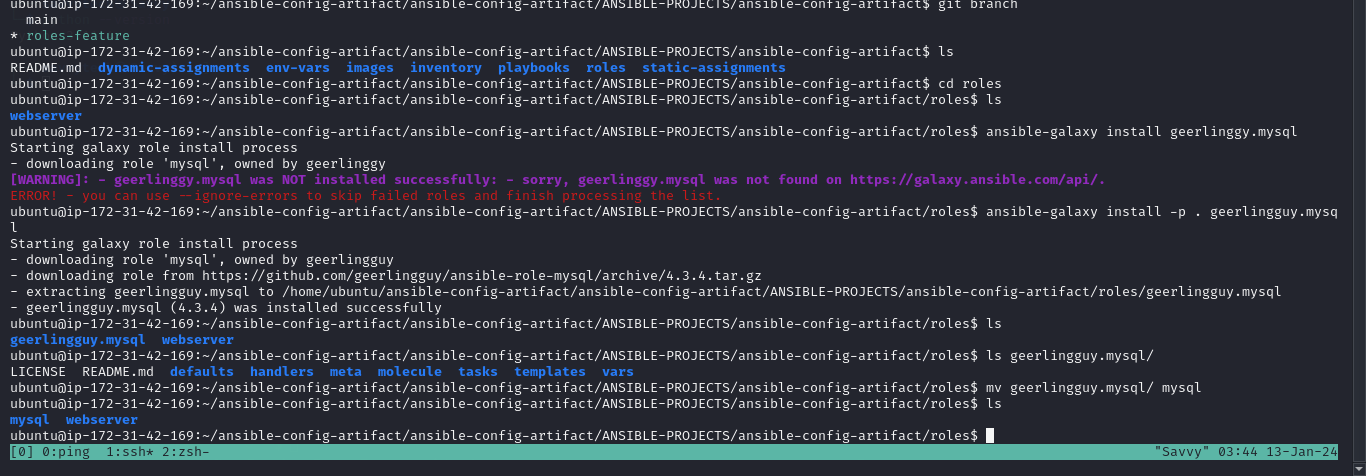 ubuntu@ip-172-31-42-169:~/ansible-config-artifact/ansible-config-artifact/ANSIBLE-PROJECTS/ansible-config-artifact$ git branch
  main
* roles-feature
ubuntu@ip-172-31-42-169:~/ansible-config-artifact/ansible-config-artifact/ANSIBLE-PROJECTS/ansible-config-artifact$ ls
README.md  dynamic-assignments  env-vars  images  inventory  playbooks  roles  static-assignments
ubuntu@ip-172-31-42-169:~/ansible-config-artifact/ansible-config-artifact/ANSIBLE-PROJECTS/ansible-config-artifact$ cd roles
ubuntu@ip-172-31-42-169:~/ansible-config-artifact/ansible-config-artifact/ANSIBLE-PROJECTS/ansible-config-artifact/roles$ ls
webserver
ubuntu@ip-172-31-42-169:~/ansible-config-artifact/ansible-config-artifact/ANSIBLE-PROJECTS/ansible-config-artifact/roles$ ansible-galaxy install geerlinggy.mysql
Starting galaxy role install process
- downloading role 'mysql', owned by geerlinggy
[WARNING]: - geerlinggy.mysql was NOT installed successfully: - sorry, geerlinggy.mysql was not found on https://galaxy.ansible.com/api/.
ERROR! - you can use --ignore-errors to skip failed roles and finish processing the list.
ubuntu@ip-172-31-42-169:~/ansible-config-artifact/ansible-config-artifact/ANSIBLE-PROJECTS/ansible-config-artifact/roles$ ansible-galaxy install -p . geerlingguy.mysq
l
Starting galaxy role install process
- downloading role 'mysql', owned by geerlingguy
- downloading role from https://github.com/geerlingguy/ansible-role-mysql/archive/4.3.4.tar.gz
- extracting geerlingguy.mysql to /home/ubuntu/ansible-config-artifact/ansible-config-artifact/ANSIBLE-PROJECTS/ansible-config-artifact/roles/geerlingguy.mysql
- geerlingguy.mysql (4.3.4) was installed successfully
ubuntu@ip-172-31-42-169:~/ansible-config-artifact/ansible-config-artifact/ANSIBLE-PROJECTS/ansible-config-artifact/roles$ ls
geerlingguy.mysql  webserver
ubuntu@ip-172-31-42-169:~/ansible-config-artifact/ansible-config-artifact/ANSIBLE-PROJECTS/ansible-config-artifact/roles$ ls geerlingguy.mysql/
LICENSE  README.md  defaults  handlers  meta  molecule  tasks  templates  vars
ubuntu@ip-172-31-42-169:~/ansible-config-artifact/ansible-config-artifact/ANSIBLE-PROJECTS/ansible-config-artifact/roles$ mv geerlingguy.mysql/ mysql
ubuntu@ip-172-31-42-169:~/ansible-config-artifact/ansible-config-artifact/ANSIBLE-PROJECTS/ansible-config-artifact/roles$ ls
mysql  webserver
ubuntu@ip-172-31-42-169:~/ansible-config-artifact/ansible-config-artifact/ANSIBLE-PROJECTS/ansible-config-artifact/roles$
[0] 0:ping  1:ssh* 2:zsh- "Savvy" 03:44 13-Jan-24